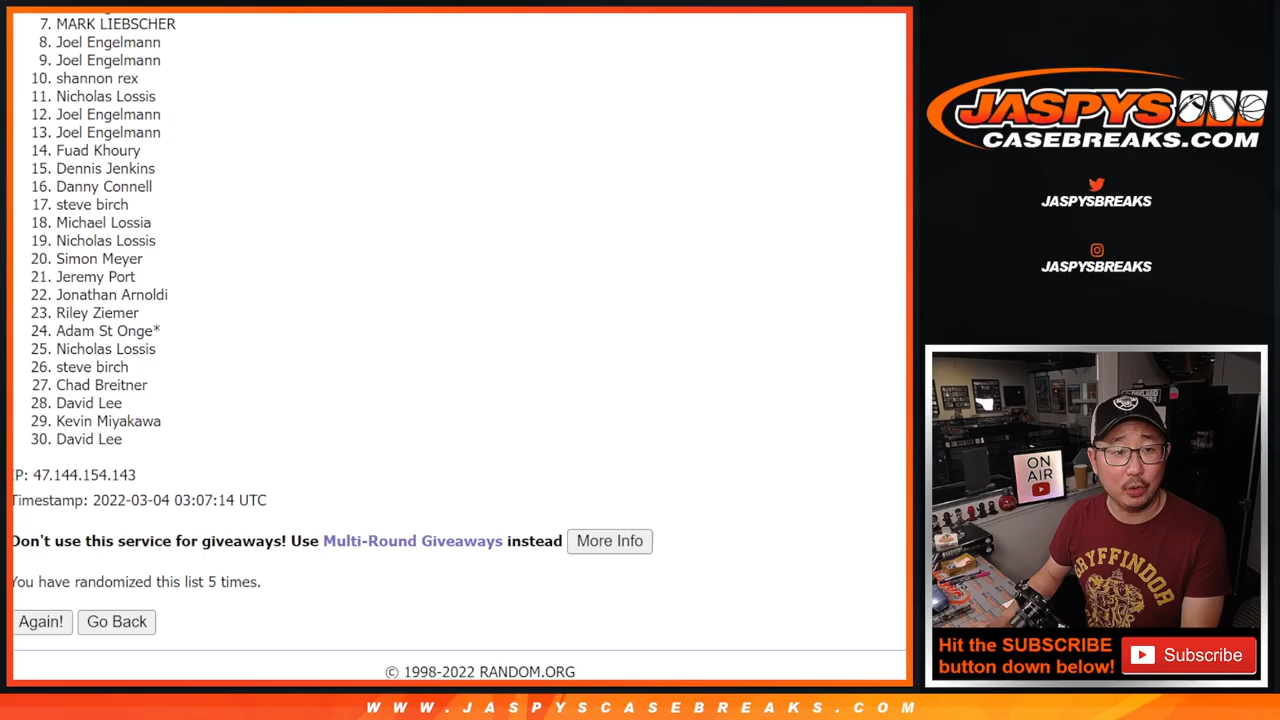 7. MARK LIEBSCHER
8. Joel Engelmann
9. Joel Engelmann
10. shannon rex
11. Nicholas Lossis
12. Joel Engelmann
13. Joel Engelmann
14. Fuad Khoury
15. Dennis Jenkins
16. Danny Connell
17. steve birch
18. Michael Lossia
19. Nicholas Lossis
20. Simon Meyer
21. Jeremy Port
22. Jonathan Arnoldi
23. Riley Ziemer
24. Adam St Onge*
25. Nicholas Lossis
26. steve birch
27. Chad Breitner
28. David Lee
29. Kevin Miyakawa
30. David Lee
IP: 47.144.154.143
Timestamp: 2022-03-04 03:07:14 UTC
Don't use this service for giveaways! Use Multi-Round Giveaways instead More Info
You have randomized this list 5 times.
Again! Go Back
© 1998-2022 RANDOM.ORG
JASPYS
CASEBREAKS.COM
JASPYSBREAKS
JASPYSBREAKS
ON
AIR
GRYFFINDOR
Hit the SUBSCRIBE
button down below!
Subscribe
WWW.JASPYSCASEBREAKS.COM